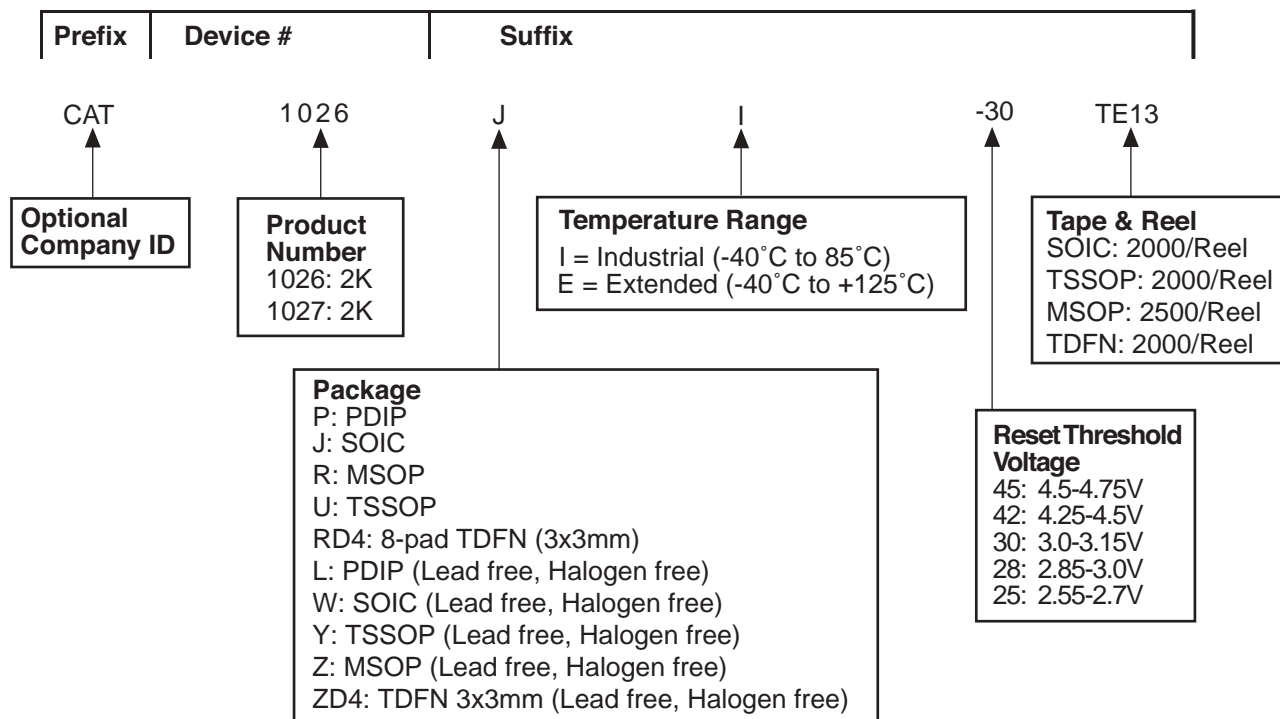 Prefix Device # Suffix
CAT 1026 J I -30 TE13
Optional
Company ID
Product
Number
1026: 2K
1027: 2K
Temperature Range
I = Industrial (-40˚C to 85˚C)
E = Extended (-40˚C to +125˚C)
Tape & Reel
SOIC: 2000/Reel
TSSOP: 2000/Reel
MSOP: 2500/Reel
TDFN: 2000/Reel
Package
P: PDIP
J: SOIC
R: MSOP
U: TSSOP
RD4: 8-pad TDFN (3x3mm)
L: PDIP (Lead free, Halogen free)
W: SOIC (Lead free, Halogen free)
Y: TSSOP (Lead free, Halogen free)
Z: MSOP (Lead free, Halogen free)
ZD4: TDFN 3x3mm (Lead free, Halogen free)
Reset Threshold
Voltage
45: 4.5-4.75V
42: 4.25-4.5V
30: 3.0-3.15V
28: 2.85-3.0V
25: 2.55-2.7V